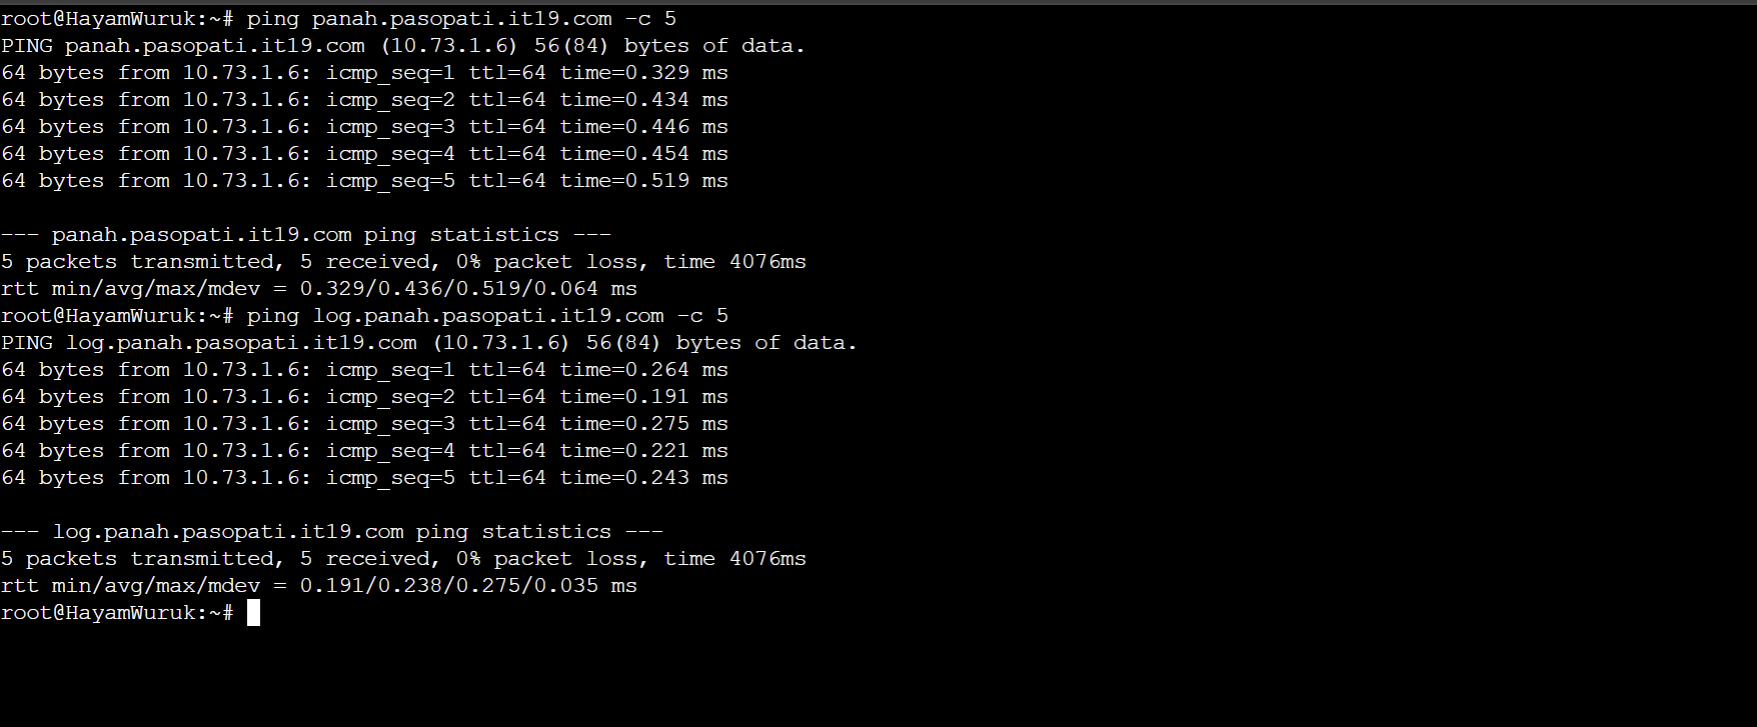 root@HayamWuruk:~# ping panah.pasopati.it19.com -c 5
PING panah.pasopati.it19.com (10.73.1.6) 56(84) bytes of data.
64 bytes from 10.73.1.6: icmp_seq=1 ttl=64 time=0.329 ms
64 bytes from 10.73.1.6: icmp_seq=2 ttl=64 time=0.434 ms
64 bytes from 10.73.1.6: icmp_seq=3 ttl=64 time=0.446 ms
64 bytes from 10.73.1.6: icmp_seq=4 ttl=64 time=0.454 ms
64 bytes from 10.73.1.6: icmp_seq=5 ttl=64 time=0.519 ms

--- panah.pasopati.it19.com ping statistics ---
5 packets transmitted, 5 received, 0% packet loss, time 4076ms
rtt min/avg/max/mdev = 0.329/0.436/0.519/0.064 ms
root@HayamWuruk:~# ping log.panah.pasopati.it19.com -c 5
PING log.panah.pasopati.it19.com (10.73.1.6) 56(84) bytes of data.
64 bytes from 10.73.1.6: icmp_seq=1 ttl=64 time=0.264 ms
64 bytes from 10.73.1.6: icmp_seq=2 ttl=64 time=0.191 ms
64 bytes from 10.73.1.6: icmp_seq=3 ttl=64 time=0.275 ms
64 bytes from 10.73.1.6: icmp_seq=4 ttl=64 time=0.221 ms
64 bytes from 10.73.1.6: icmp_seq=5 ttl=64 time=0.243 ms

--- log.panah.pasopati.it19.com ping statistics ---
5 packets transmitted, 5 received, 0% packet loss, time 4076ms
rtt min/avg/max/mdev = 0.191/0.238/0.275/0.035 ms
root@HayamWuruk:~#